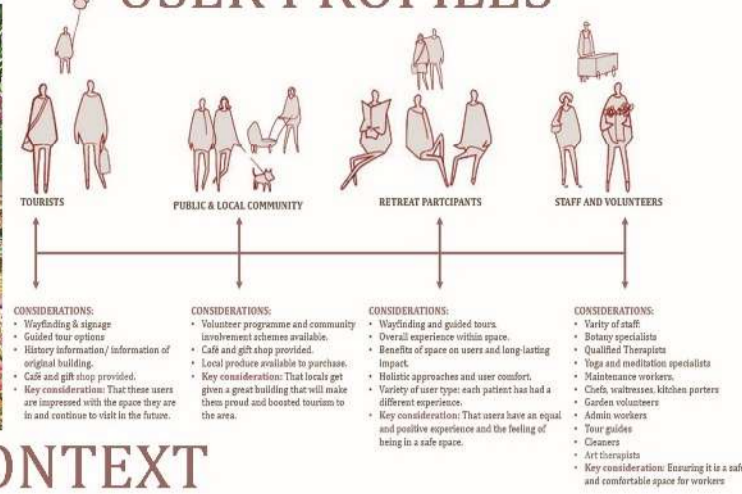 USER PROFILES
TOURISTS
PUBLIC & LOCAL COMMUNITY
RETREAT PARTCIPANTS
STAFF AND VOLUNTEERS
CONSIDERATIONS:
• Wayfinding & signage
• Guided tour options
• History information/ information of
original building.
• Café and gift shop provided.
• Key consideration: That these users
are impressed with the space they are
in and continue to visit in the future.
CONSIDERATIONS:
• Volunteer programme and community
involvement schemes available.
• Café and gift shop provided.
• Local produce available to purchase.
• Key consideration: That locals get
given a great building that will make
them proud and boosted tourism to
the area.
CONSIDERATIONS:
• Wayfinding and guided tours.
• Overall experience within space.
• Benefits of space on users and long-lasting
impact.
• Holistic approaches and user comfort.
• Variety of user type: each patient has had a
different experience.
• Key consideration: That users have an equal
and positive experience and the feeling of
being in a safe space.
CONSIDERATIONS:
• Varity of staff:
• Botany specialists
• Qualified Therapists
• Yoga and meditation specialists
• Maintenance workers.
• Chefs, waitresses, kitchen porters
• Garden volunteers
• Admin workers
• Tour guides
• Cleaners
• Art therapists
• Key consideration: Ensuring it is a safe
and comfortable space for workers
ONTEXT